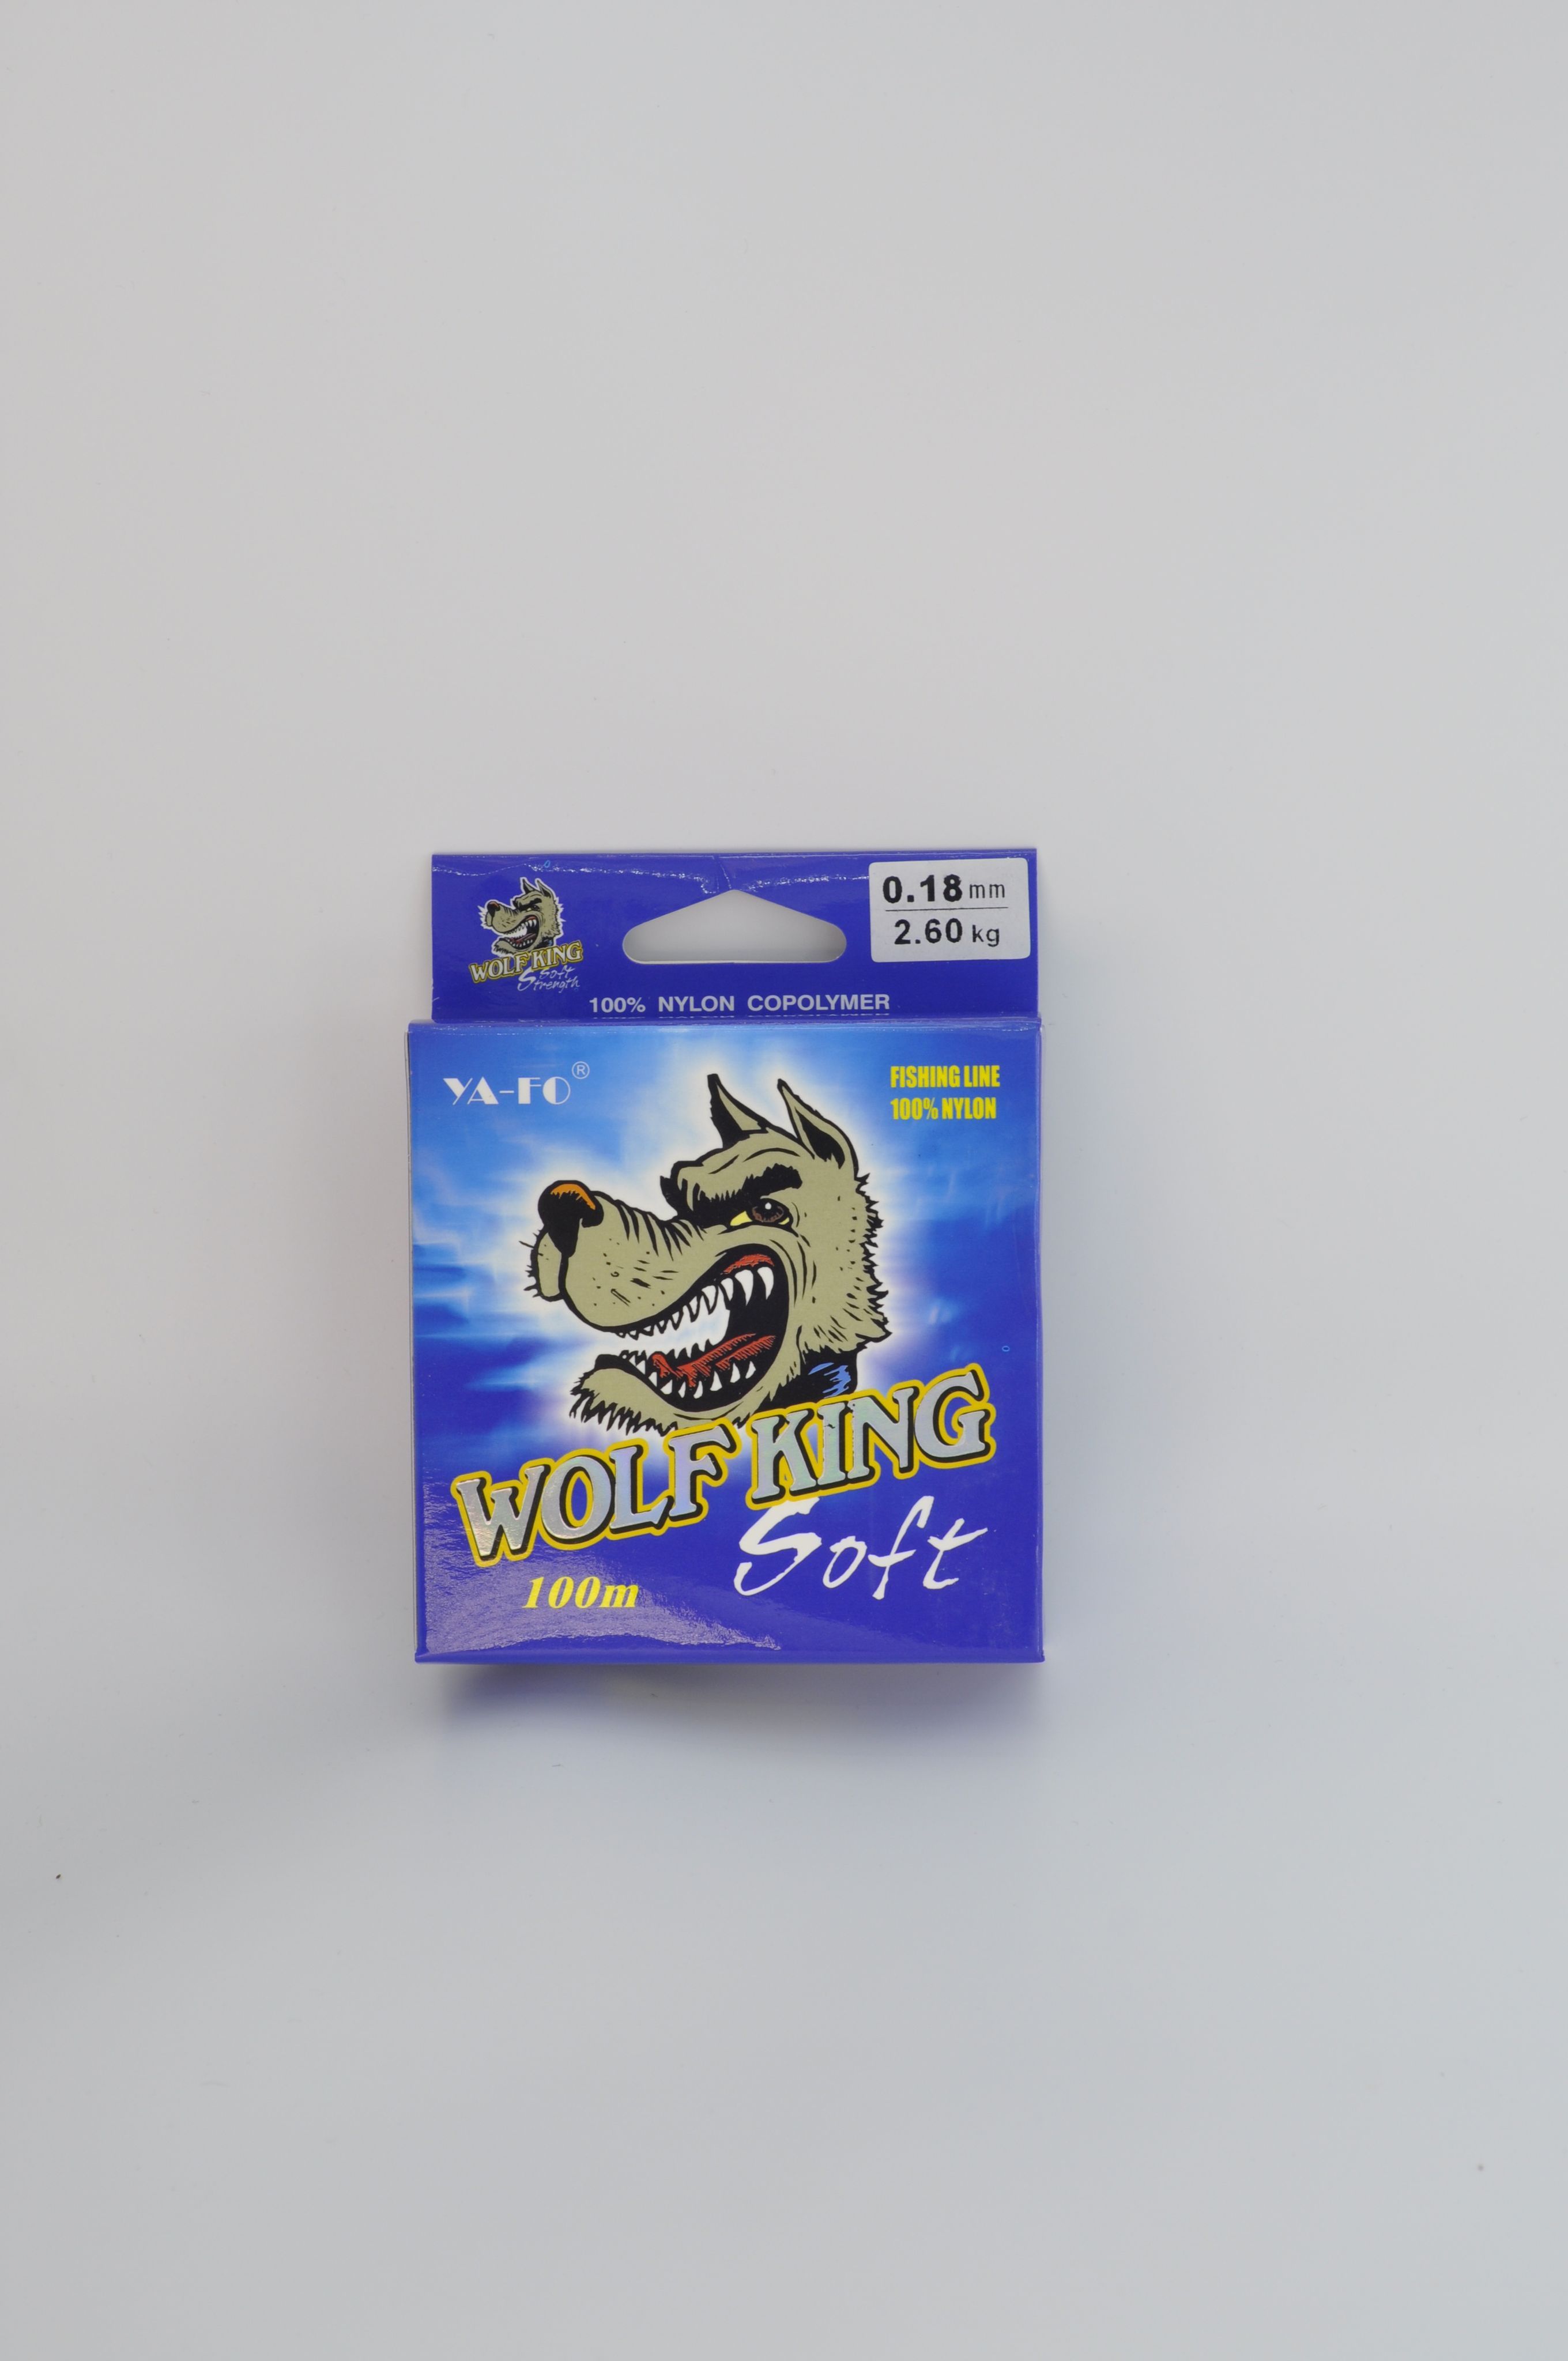 0.18 mm
2.60 kg
WOLF KING
Soft
Strength
100% NYLON COPOLYMER
YA-FO®
FISHING LINE
100% NYLON
WOLF KING
Soft
100m